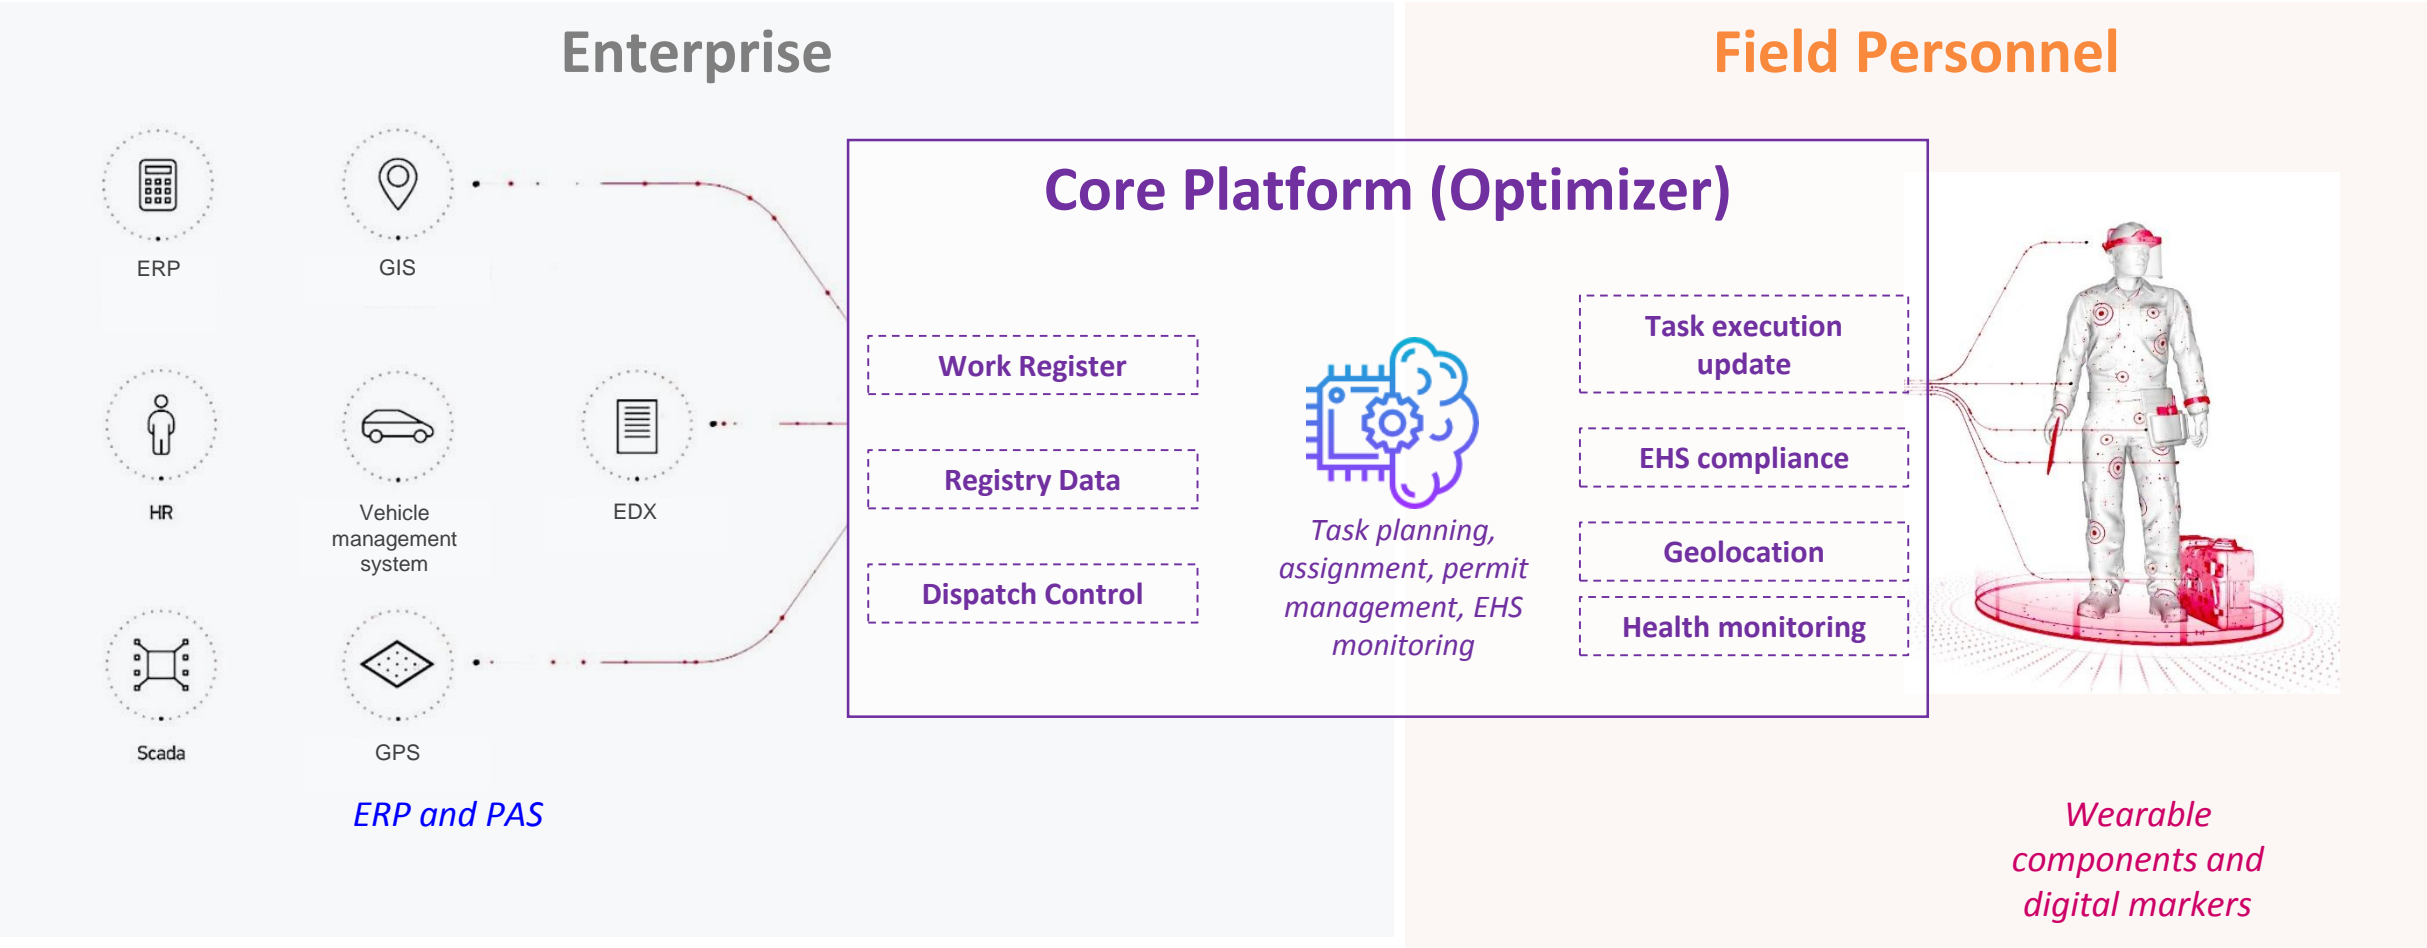 Enterprise
Field Personnel
Core Platform (Optimizer)
ERP
GIS
HR
Vehicle
management
system
EDX
Scada
GPS
ERP and PAS
Work Register
Registry Data
Dispatch Control
Task planning,
assignment, permit
management, EHS
monitoring
Task execution
update
EHS compliance
Geolocation
Health monitoring
Wearable
components and
digital markers